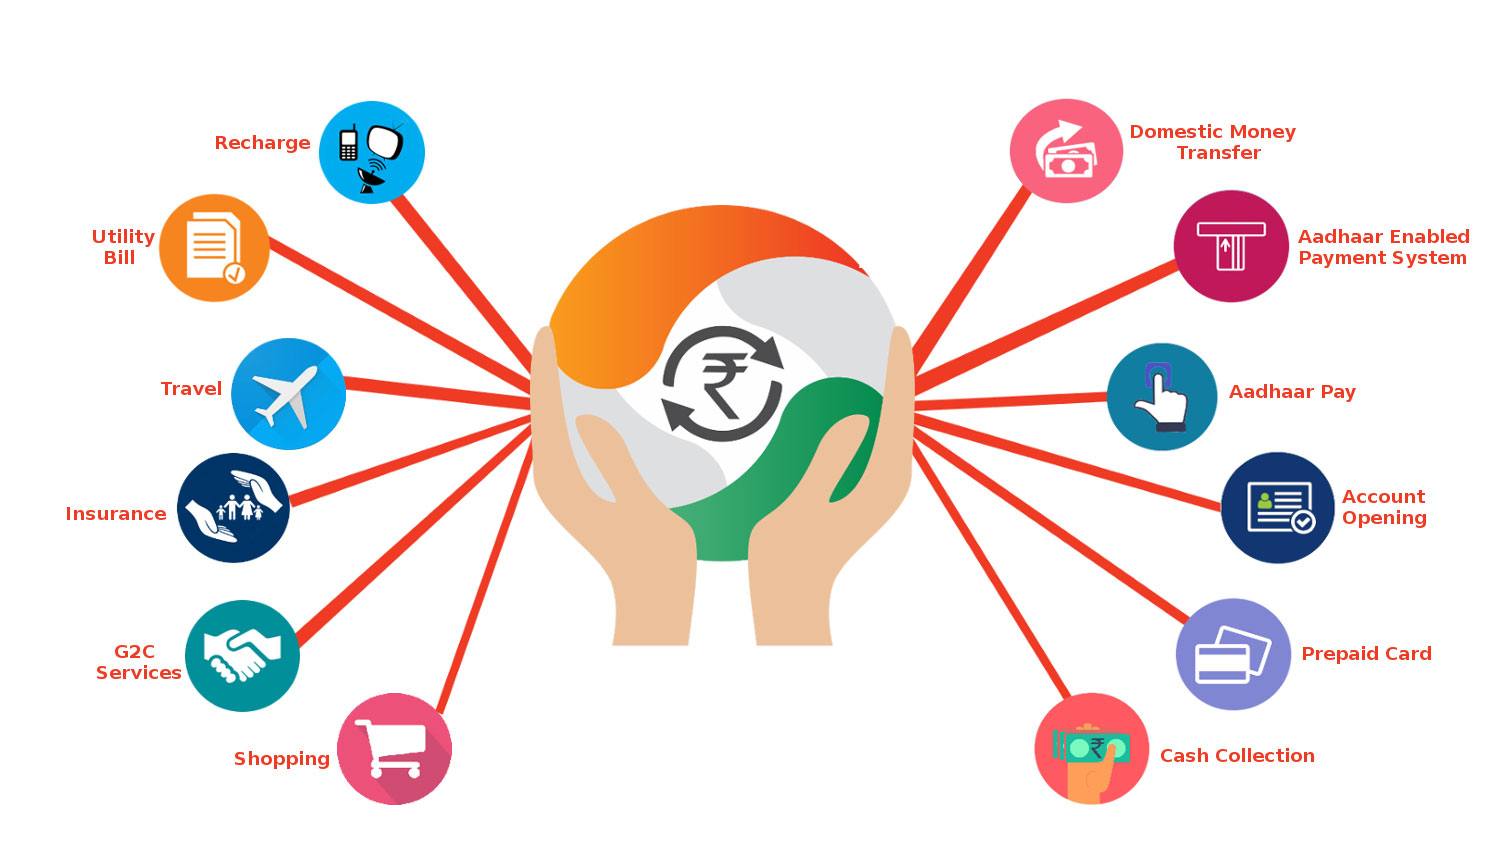 Recharge
Utility
Bill
Travel
Insurance
G2C
Services
Shopping
₹
Domestic Money
Transfer
Aadhaar Enabled
Payment System
Aadhaar Pay
Account
Opening
Prepaid Card
₹
Cash Collection